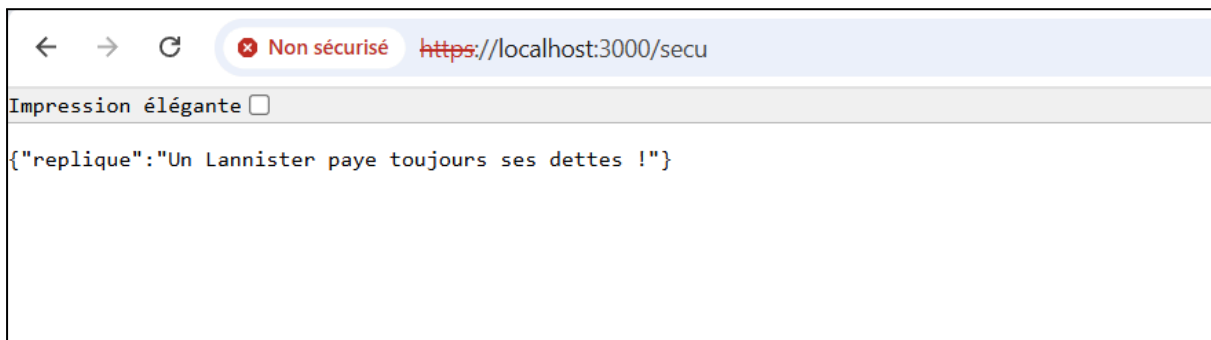 Non sécurisé https://localhost:3000/secu
Impression élégante
{"replique":"Un Lannister paye toujours ses dettes !"}